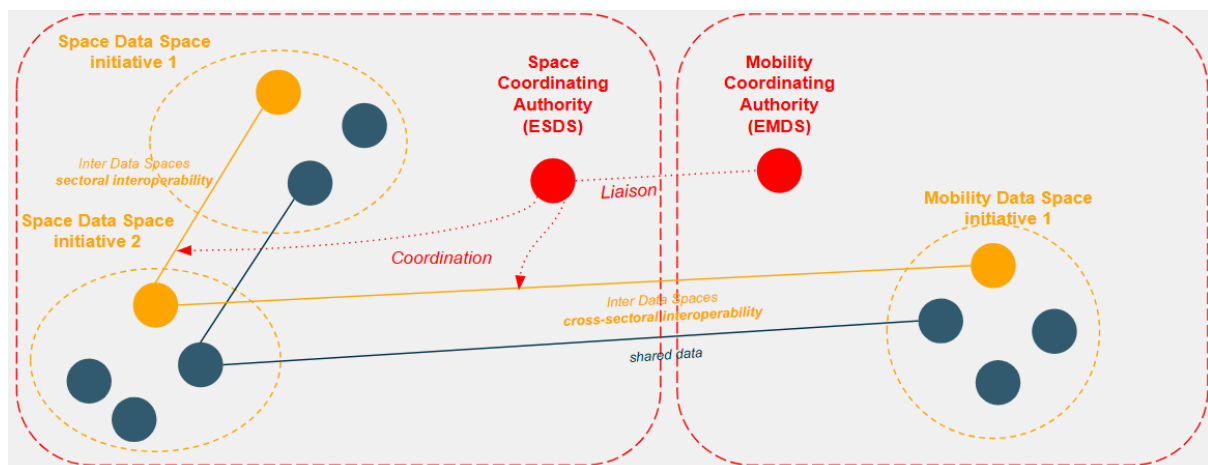 Space Data Space
initiative 1
Space
Coordinating
Authority
(ESDS)
Mobility
Coordinating
Authority
(EMDS)
Inter Data Spaces
sectoral interoperability
Liaison
Space Data Space
initiative 2
Mobility Data Space
initiative 1
Coordination
Inter Data Spaces
cross-sectoral interoperability
shared data